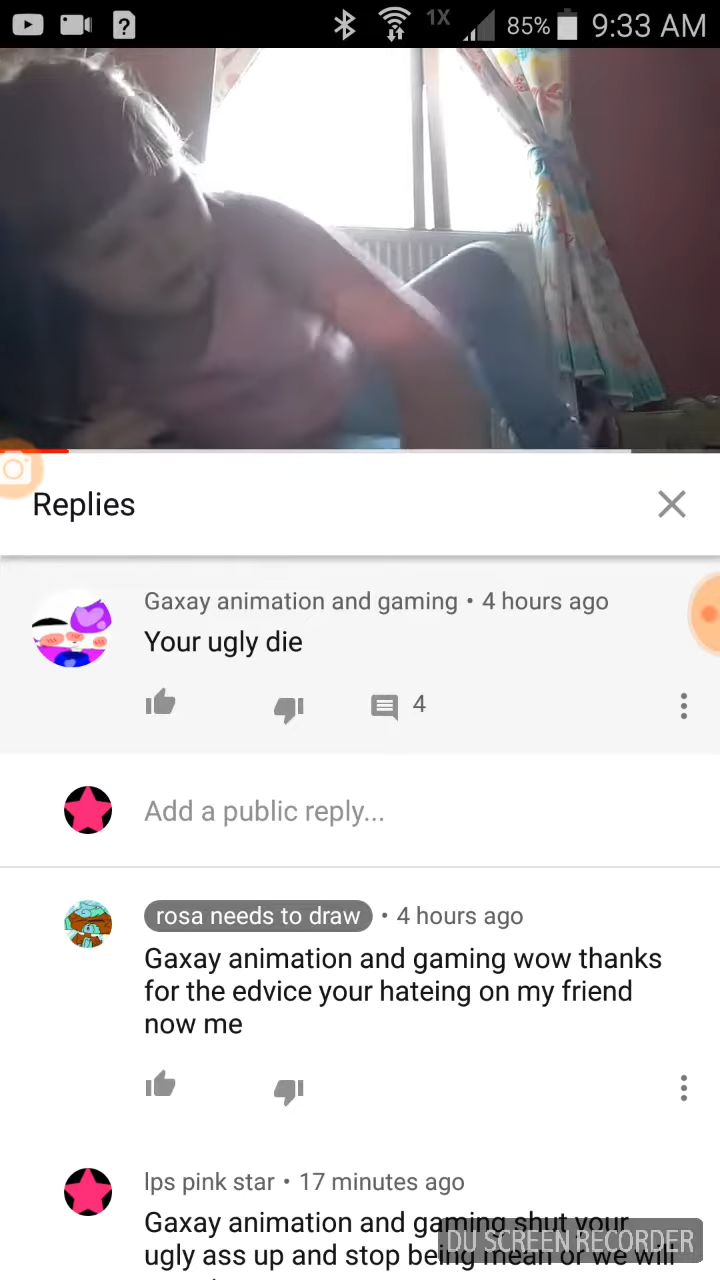 1X 85% 9:33 AM
Replies
Gaxay animation and gaming • 4 hours ago
Your ugly die
4
Add a public reply...
rosa needs to draw • 4 hours ago
Gaxay animation and gaming wow thanks
for the edvice your hateing on my friend
now me
lps pink star • 17 minutes ago
Gaxay animation and gaming shut your
ugly ass up and stop being mean or we will
DU SCREEN RECORDER